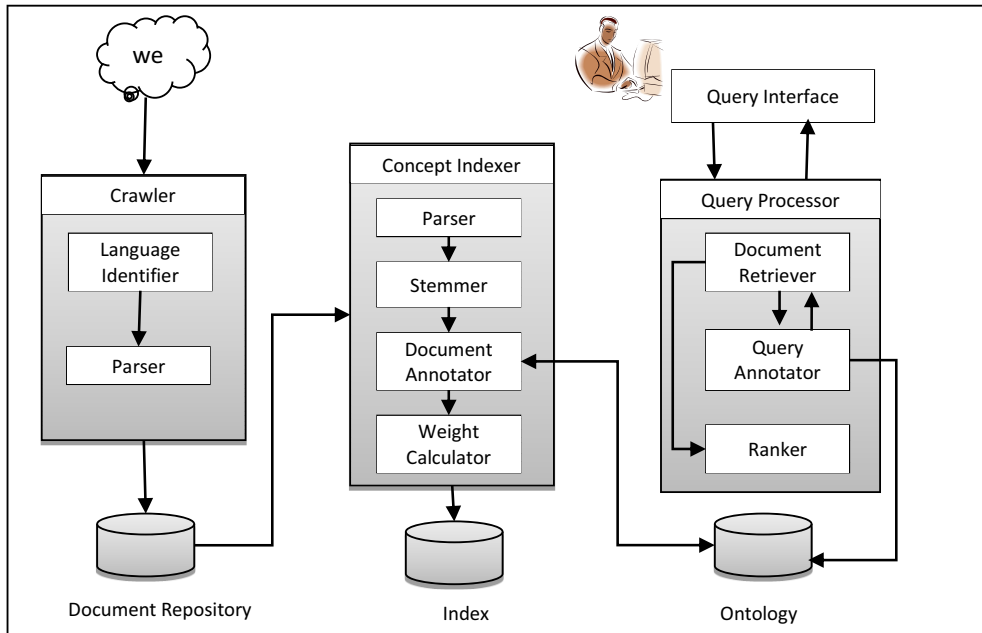 we
Query Interface
Concept Indexer
Crawler
Query Processor
Parser
Language
Identifier
Document
Retriever
Stemmer
Document
Annotator
Query
Annotator
Parser
Weight
Calculator
Ranker
Document Repository
Index
Ontology